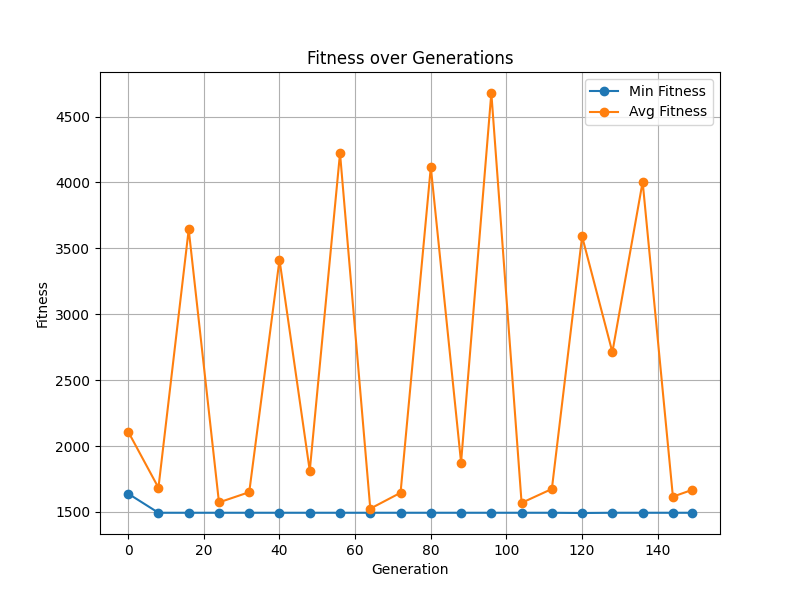 Fitness over Generations
Min Fitness
Avg Fitness
4500
4000
3500
3000
2500
2000
1500
Fitness
0 20 40 60 80 100 120 140
Generation